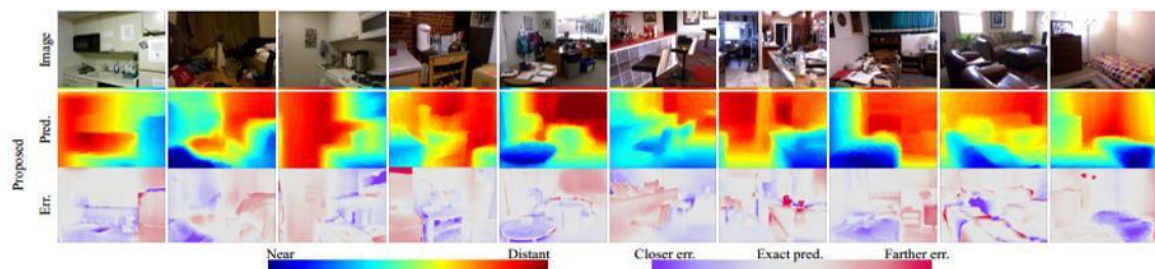 Image
Proposed
Pred.
Err.
Near Distant Closer err. Exact pred. Farther err.